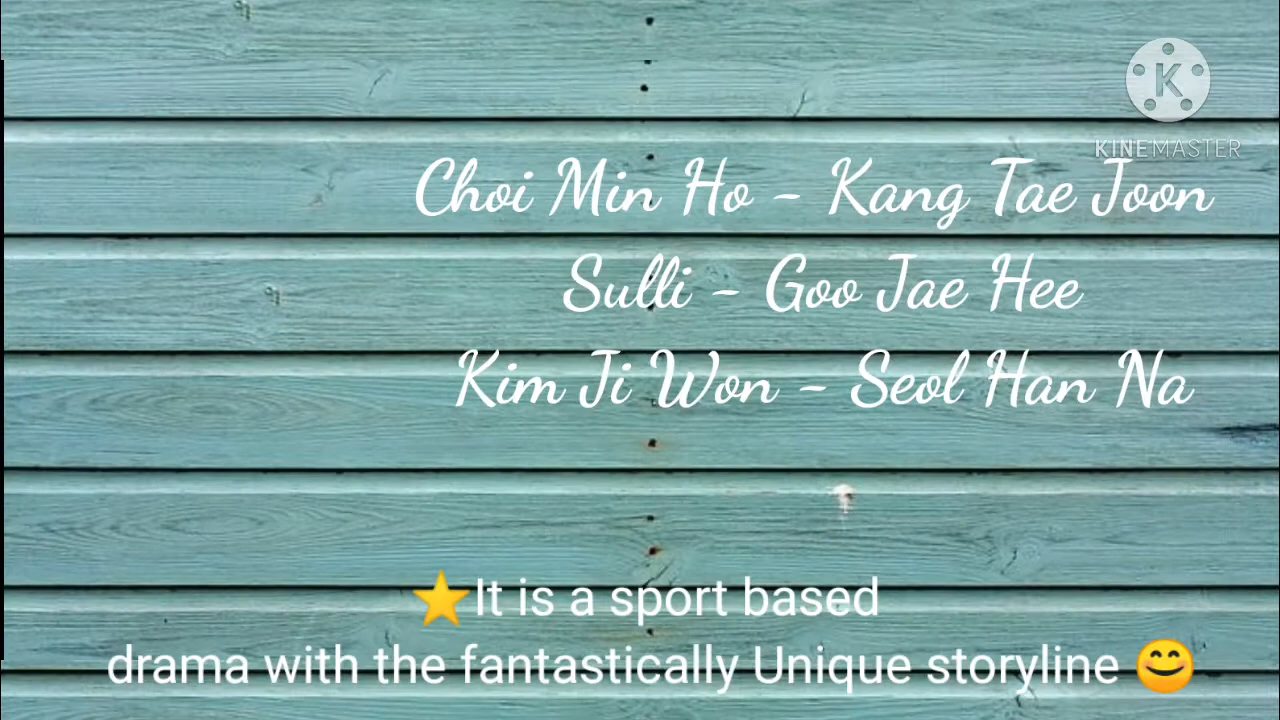 K
KINEMASTER
Choi Min Ho - Kang Tae Joon
Sulli - Goo Jae Hee
Kim Ji Won - Seol Han Na
⭐It is a sport based
drama with the fantastically Unique storyline 😊